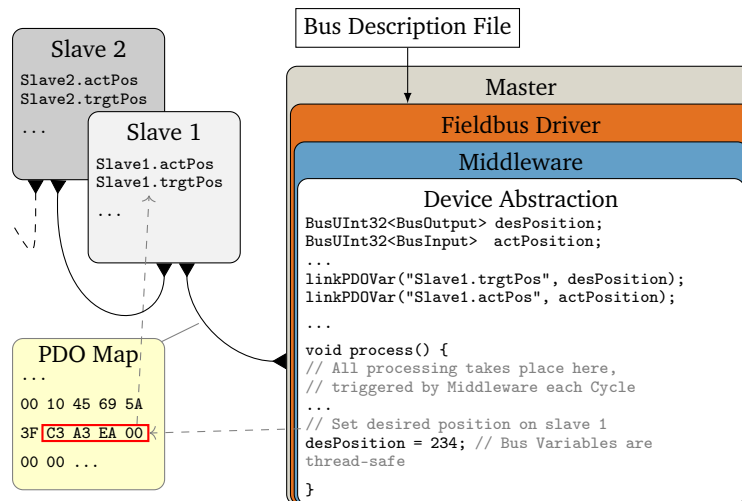 Bus Description File
Slave 2
Slave2.actPos
Slave2.trgtPos
...
Slave 1
Slave1.actPos
Slave1.trgtPos
...
Master
Fieldbus Driver
Middleware
Device Abstraction
BusUInt32<BusOutput> desPosition;
BusUInt32<BusInput>  actPosition;
...
linkPDOVar("Slave1.trgtPos", desPosition);
linkPDOVar("Slave1.actPos", actPosition);
...
void process() {
// All processing takes place here,
// triggered by Middleware each Cycle
...
// Set desired position on slave 1
desPosition = 234; // Bus Variables are
thread-safe
}
PDO Map
...
00 10 45 69 5A
3F C3 A3 EA 00
00 00 ...